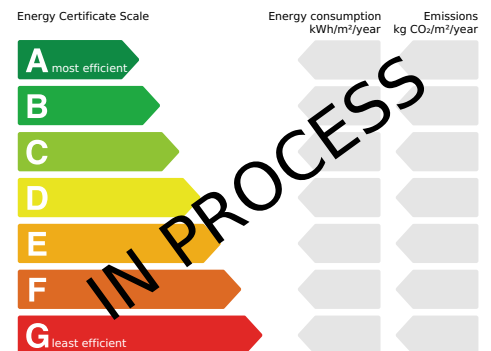 Energy Certificate Scale
Energy consumption
kWh/m²/year
Emissions
kg CO₂/m²/year
A most efficient
B
C
D
E
F
G least efficient
IN PROCESS